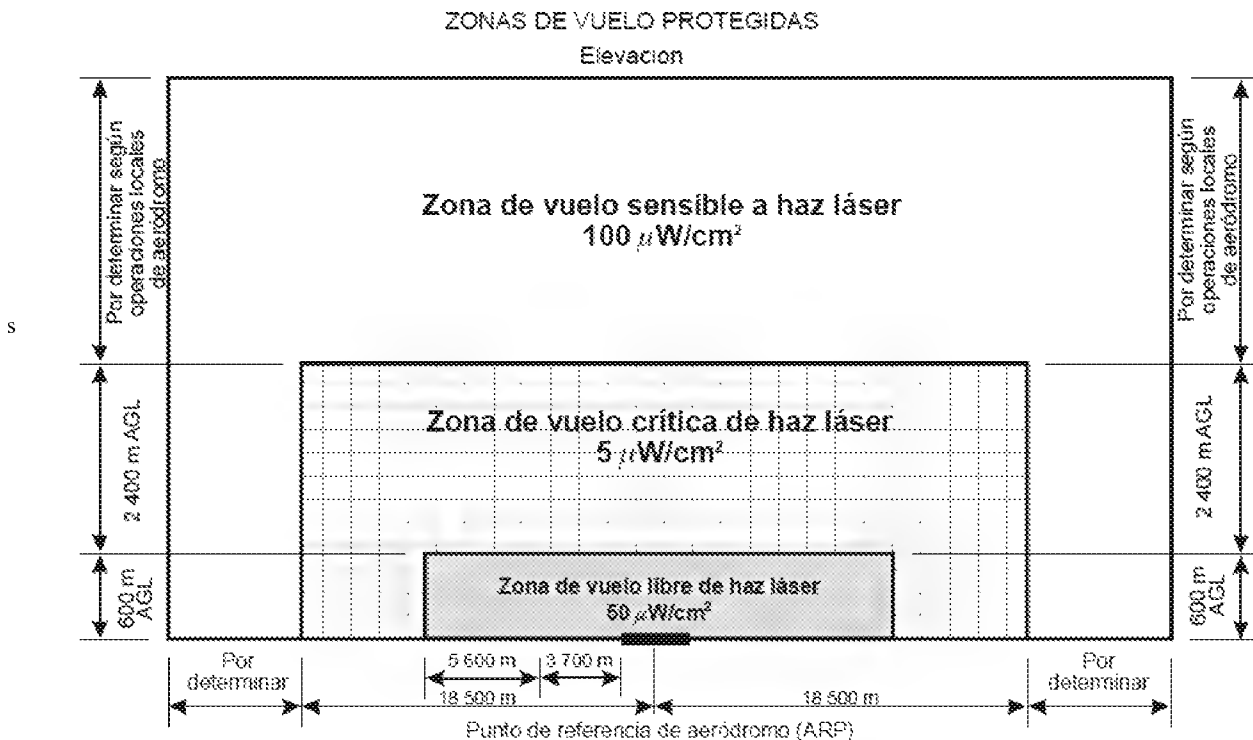 ZONAS DE VUELO PROTEGIDAS
Elevacion
Por determinar según
operaciones locales
de aeródromo
Por determinar según
operaciones locales
de aeródromo
Zona de vuelo sensible a haz láser
100 µW/cm²
s
Zona de vuelo crítica de haz láser
5 µW/cm²
2 400 m AGL
2 400 m AGL
Zona de vuelo libre de haz láser
50 µW/cm²
600 m
AGL
600 m
AGL
Por
determinar
5 600 m
3 700 m
Por
determinar
18 500 m
18 500 m
Punto de referencia de aeródromo (ARP)